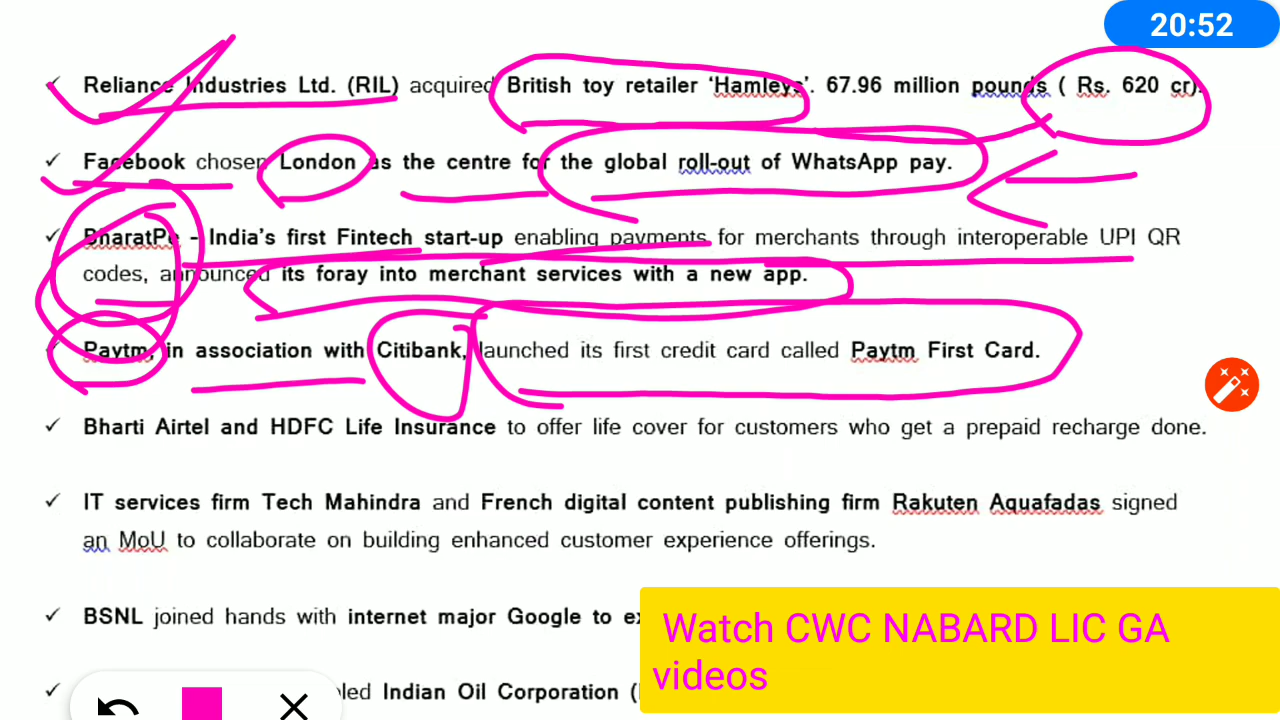 20:52
✓ Reliance Industries Ltd. (RIL) acquired British toy retailer ‘Hamleys’. 67.96 million pounds ( Rs. 620 cr).
✓ Facebook chosen London as the centre for the global roll-out of WhatsApp pay.
✓ BharatPe - India’s first Fintech start-up enabling payments for merchants through interoperable UPI QR
codes, announced its foray into merchant services with a new app.
✓ Paytm, in association with Citibank, launched its first credit card called Paytm First Card.
✓ Bharti Airtel and HDFC Life Insurance to offer life cover for customers who get a prepaid recharge done.
✓ IT services firm Tech Mahindra and French digital content publishing firm Rakuten Aquafadas signed
an MoU to collaborate on building enhanced customer experience offerings.
✓ BSNL joined hands with internet major Google to
✓ Indian Oil Corporation (
Watch CWC NABARD LIC GA
videos